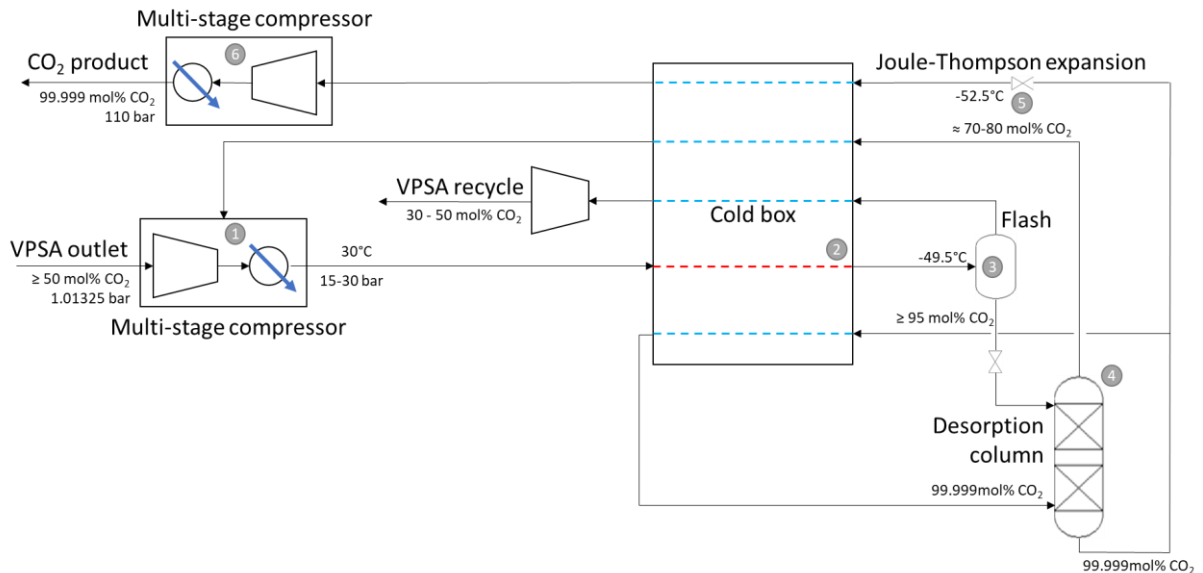 Multi-stage compressor
6
CO₂ product
99.999 mol% CO₂
110 bar
Joule-Thompson expansion
-52.5°C
5
≈ 70-80 mol% CO₂
VPSA recycle
30 - 50 mol% CO₂
Cold box
Flash
1
VPSA outlet
≥ 50 mol% CO₂
1.01325 bar
30°C
15-30 bar
2
-49.5°C
3
Multi-stage compressor
≥ 95 mol% CO₂
4
Desorption
column
99.999mol% CO₂
99.999mol% CO₂